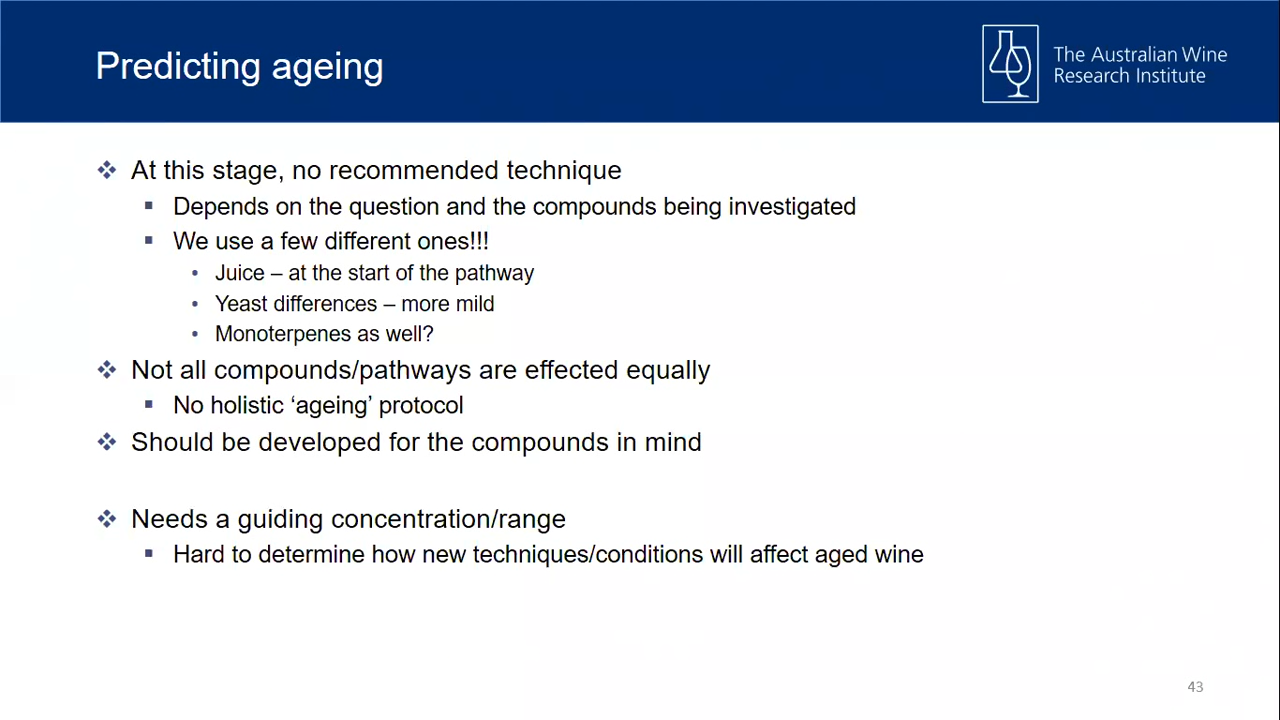 Predicting ageing
The Australian Wine
Research Institute
❖ At this stage, no recommended technique
▪ Depends on the question and the compounds being investigated
▪ We use a few different ones!!!
• Juice – at the start of the pathway
• Yeast differences – more mild
• Monoterpenes as well?
❖ Not all compounds/pathways are effected equally
▪ No holistic ‘ageing’ protocol
❖ Should be developed for the compounds in mind
❖ Needs a guiding concentration/range
▪ Hard to determine how new techniques/conditions will affect aged wine
43